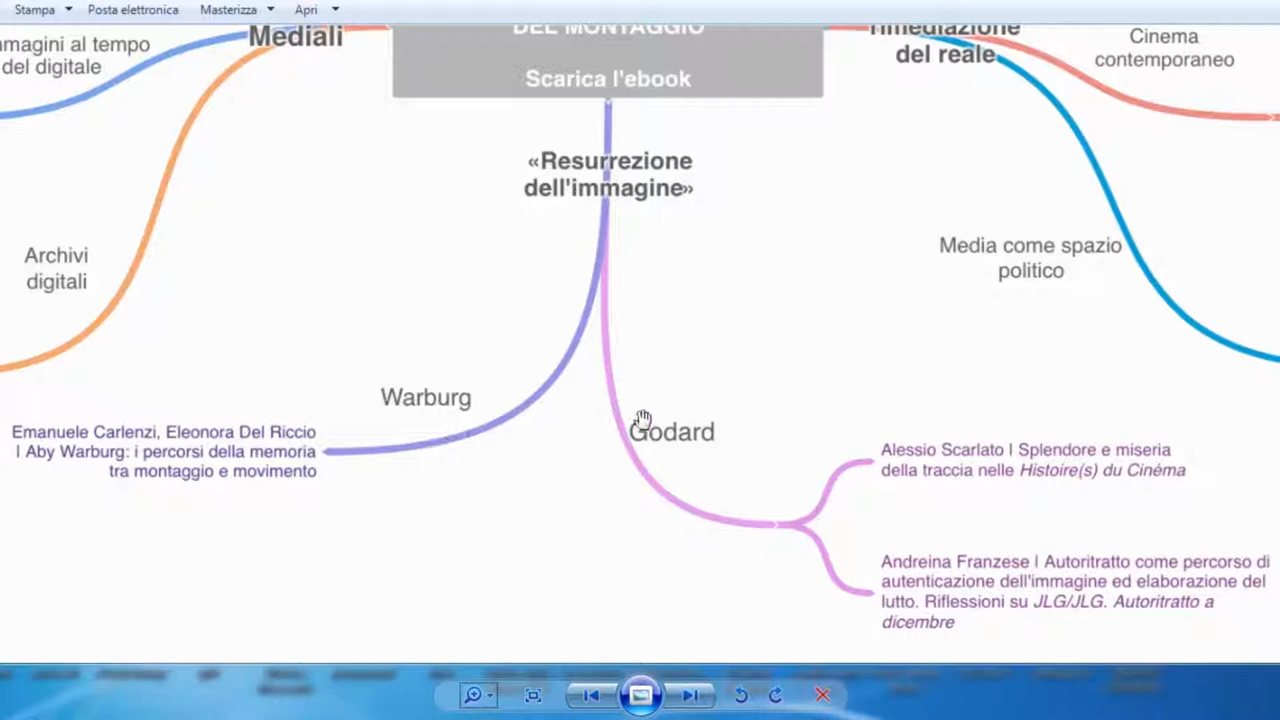 Stampa
Posta elettronica
Masterizza
Apri
mmagini al tempo
del digitale
Mediali
DEL MONTAGGIO
Scarica l'ebook
rimediazione
del reale
Cinema
contemporaneo
«Resurrezione
dell'immagine»
Archivi
digitali
Media come spazio
politico
Warburg
Godard
Emanuele Carlenzi, Eleonora Del Riccio
| Aby Warburg: i percorsi della memoria
tra montaggio e movimento
Alessio Scarlato | Splendore e miseria
della traccia nelle Histoire(s) du Cinéma
Andreina Franzese | Autoritratto come percorso di
autenticazione dell'immagine ed elaborazione del
lutto. Riflessioni su JLG/JLG. Autoritratto a
dicembre